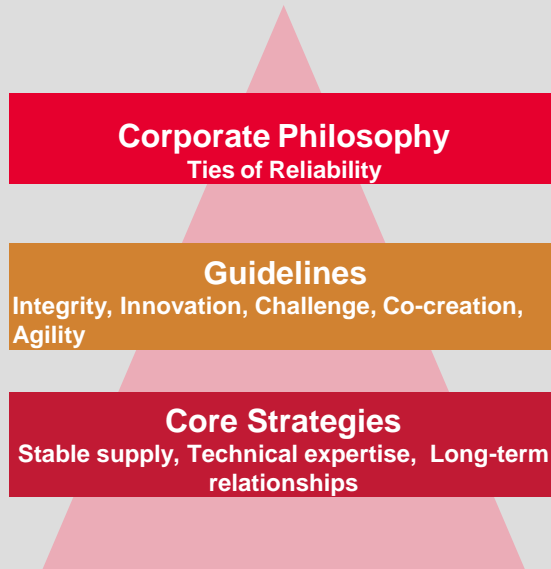 Corporate Philosophy
Ties of Reliability
Guidelines
Integrity, Innovation, Challenge, Co-creation,
Agility
Core Strategies
Stable supply, Technical expertise,  Long-term
relationships